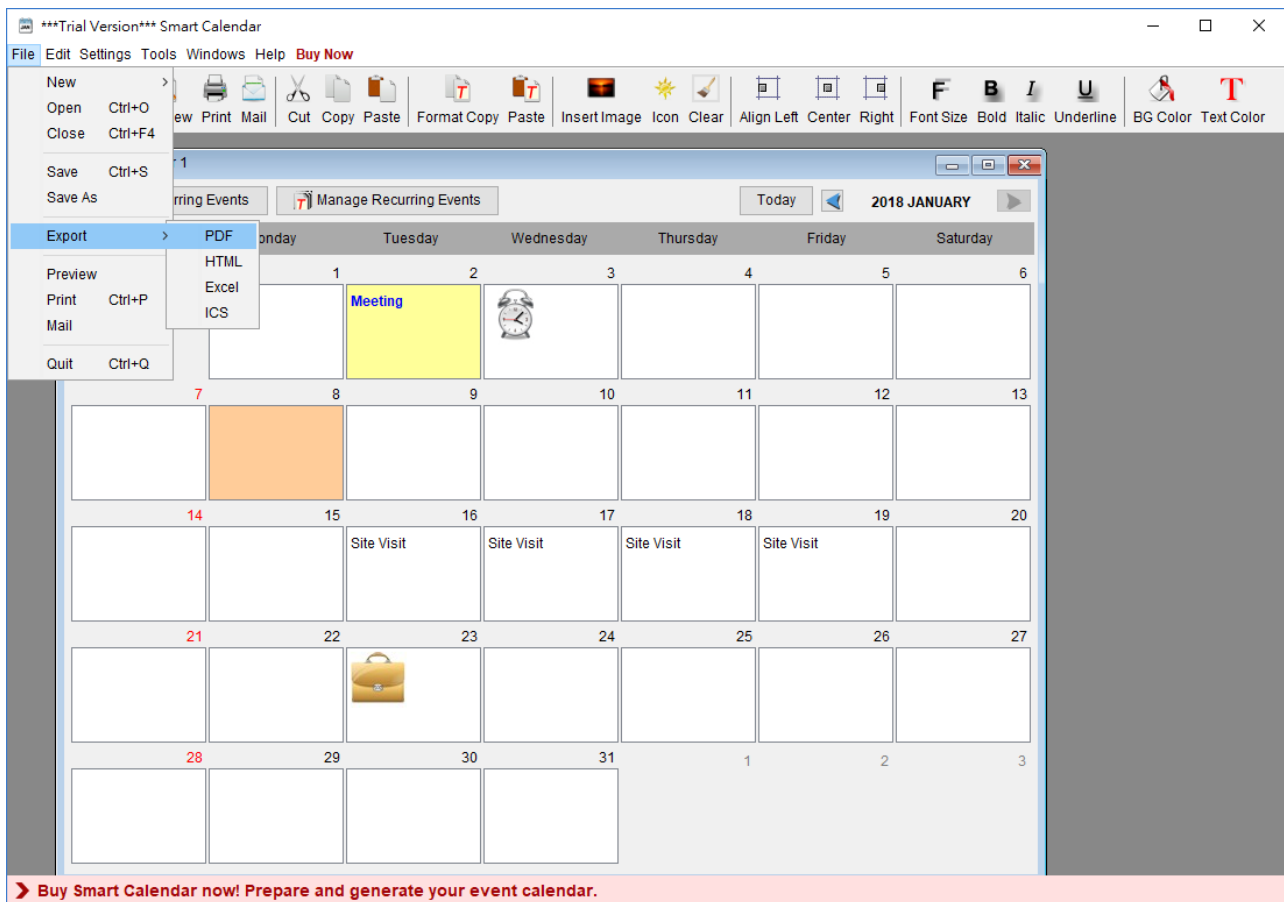 ***Trial Version*** Smart Calendar
File Edit Settings Tools Windows Help Buy Now
New
Open Ctrl+O
Close Ctrl+F4
Save Ctrl+S
Save As
Export
Preview
Print Ctrl+P
Mail
Quit Ctrl+Q
PDF
HTML
Excel
ICS
Print Mail Cut Copy Paste Format Copy Paste Insert Image Icon Clear Align Left Center Right Font Size Bold Italic Underline BG Color Text Color
1
Events Manage Recurring Events Today 2018 JANUARY
Tuesday Wednesday Thursday Friday Saturday
1 2 3 4 5 6
Meeting
7 8 9 10 11 12 13
14 15 16 17 18 19 20
Site Visit Site Visit Site Visit Site Visit
21 22 23 24 25 26 27
28 29 30 31 1 2 3
Buy Smart Calendar now! Prepare and generate your event calendar.